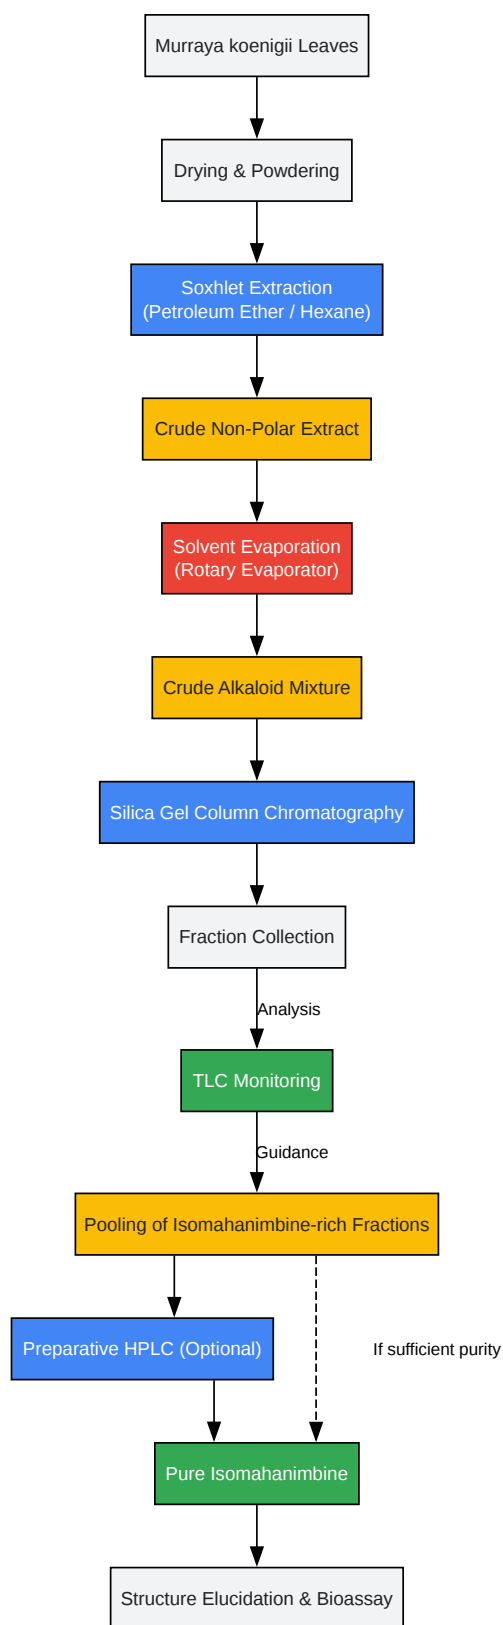 Murraya koenigii Leaves
Drying & Powdering
Soxhlet Extraction
(Petroleum Ether / Hexane)
Crude Non-Polar Extract
Solvent Evaporation
(Rotary Evaporator)
Crude Alkaloid Mixture
Silica Gel Column Chromatography
Fraction Collection
Analysis
TLC Monitoring
Guidance
Pooling of Isomahanimbine-rich Fractions
Preparative HPLC (Optional)
If sufficient purity
Pure Isomahanimbine
Structure Elucidation & Bioassay